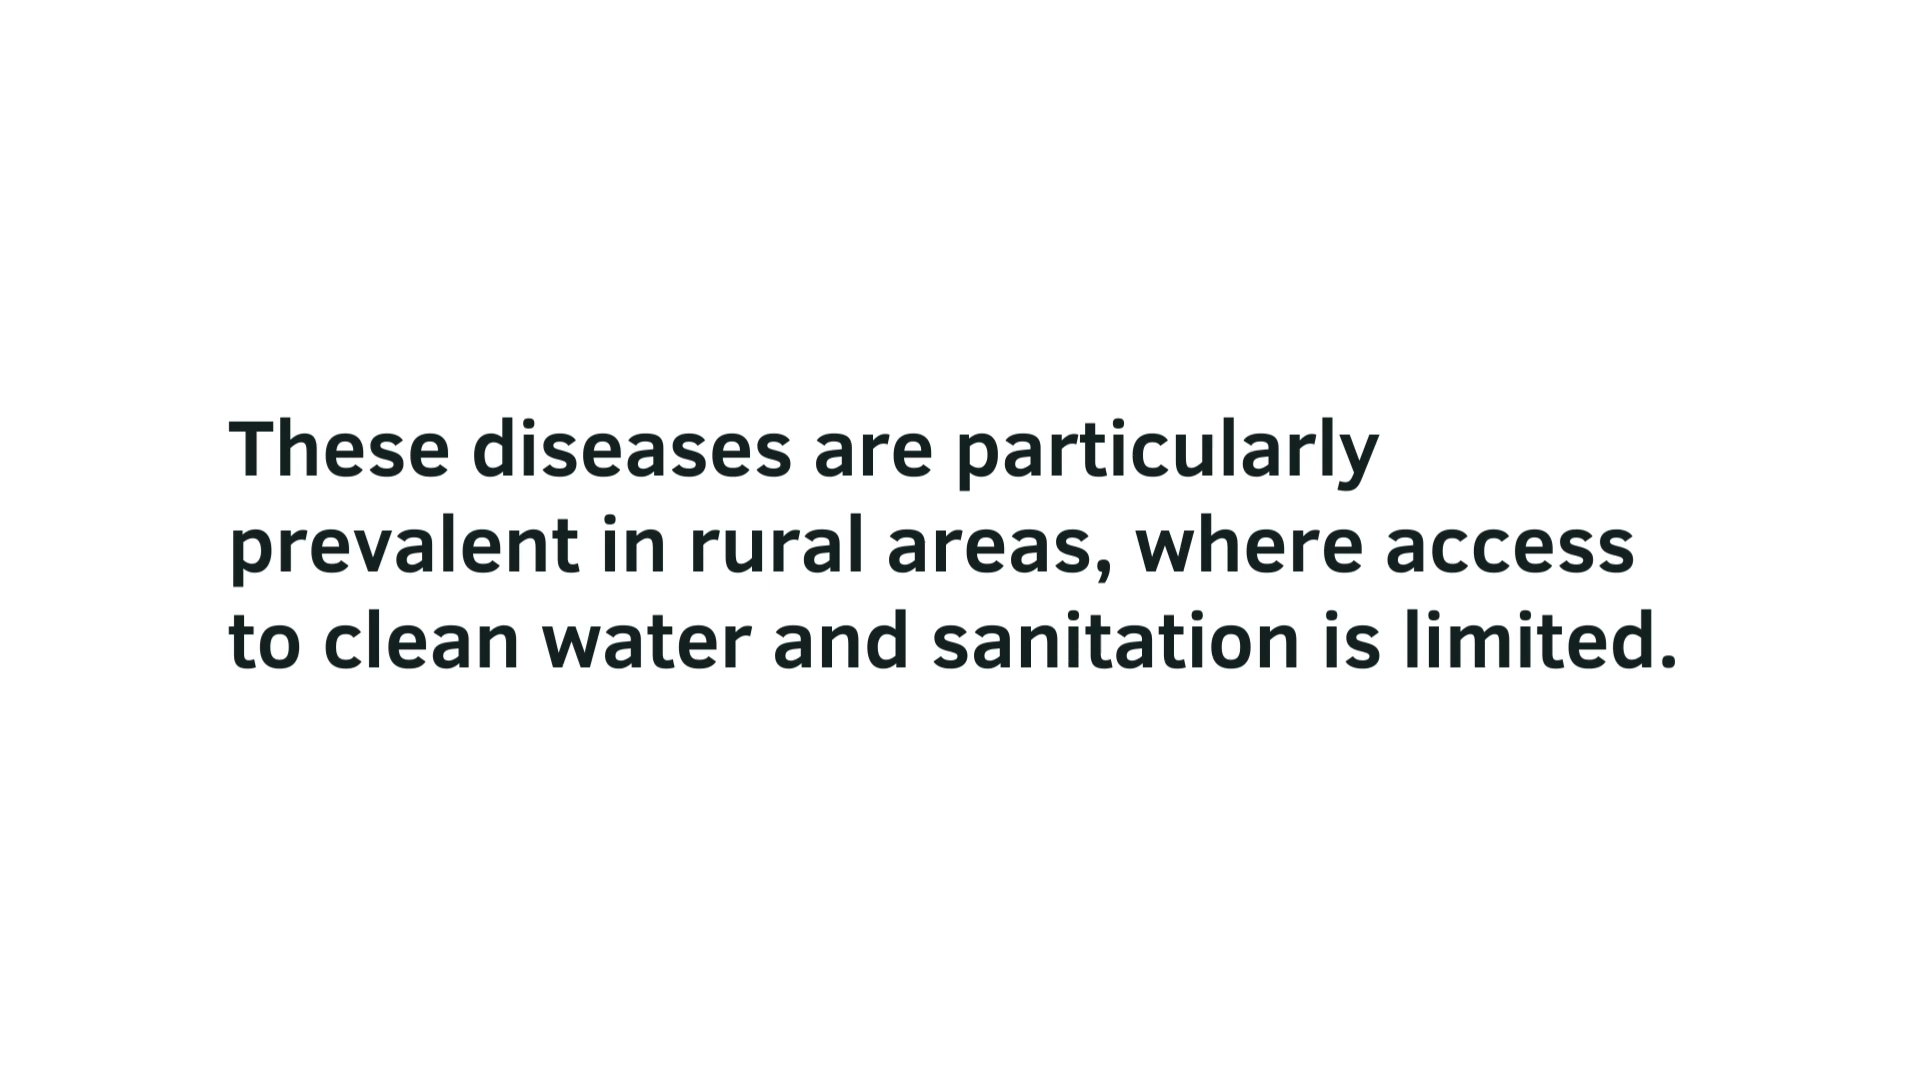 These diseases are particularly
prevalent in rural areas, where access
to clean water and sanitation is limited.